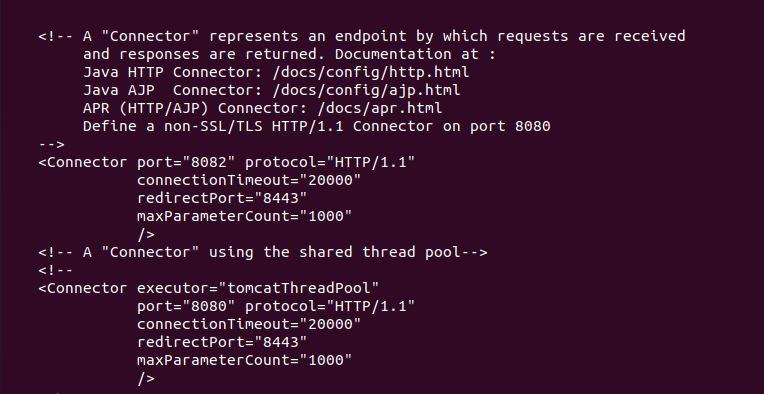 <!-- A "Connector" represents an endpoint by which requests are received
     and responses are returned. Documentation at :
     Java HTTP Connector: /docs/config/http.html
     Java AJP  Connector: /docs/config/ajp.html
     APR (HTTP/AJP) Connector: /docs/apr.html
     Define a non-SSL/TLS HTTP/1.1 Connector on port 8080
-->
<Connector port="8082" protocol="HTTP/1.1"
           connectionTimeout="20000"
           redirectPort="8443"
           maxParameterCount="1000"
           />
<!-- A "Connector" using the shared thread pool-->
<!--
<Connector executor="tomcatThreadPool"
           port="8080" protocol="HTTP/1.1"
           connectionTimeout="20000"
           redirectPort="8443"
           maxParameterCount="1000"
           />